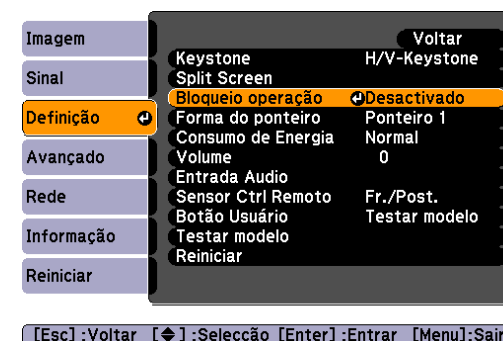 Imagem
Sinal
Definição
Avançado
Rede
Informação
Reiniciar
Voltar
Keystone H/V-Keystone
Split Screen
Bloqueio operação Desactivado
Forma do ponteiro Ponteiro 1
Consumo de Energia Normal
Volume 0
Entrada Audio
Sensor Ctrl Remoto Fr./Post.
Botão Usuário Testar modelo
Testar modelo
Reiniciar
[Esc] :Voltar [◆] :Selecção [Enter] :Entrar [Menu]:Sair